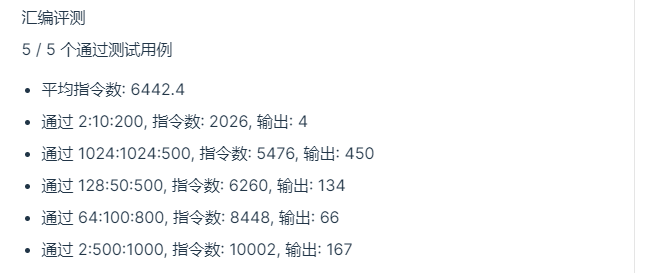 汇编评测
5 / 5 个通过测试用例
• 平均指令数: 6442.4
• 通过 2:10:200, 指令数: 2026, 输出: 4
• 通过 1024:1024:500, 指令数: 5476, 输出: 450
• 通过 128:50:500, 指令数: 6260, 输出: 134
• 通过 64:100:800, 指令数: 8448, 输出: 66
• 通过 2:500:1000, 指令数: 10002, 输出: 167